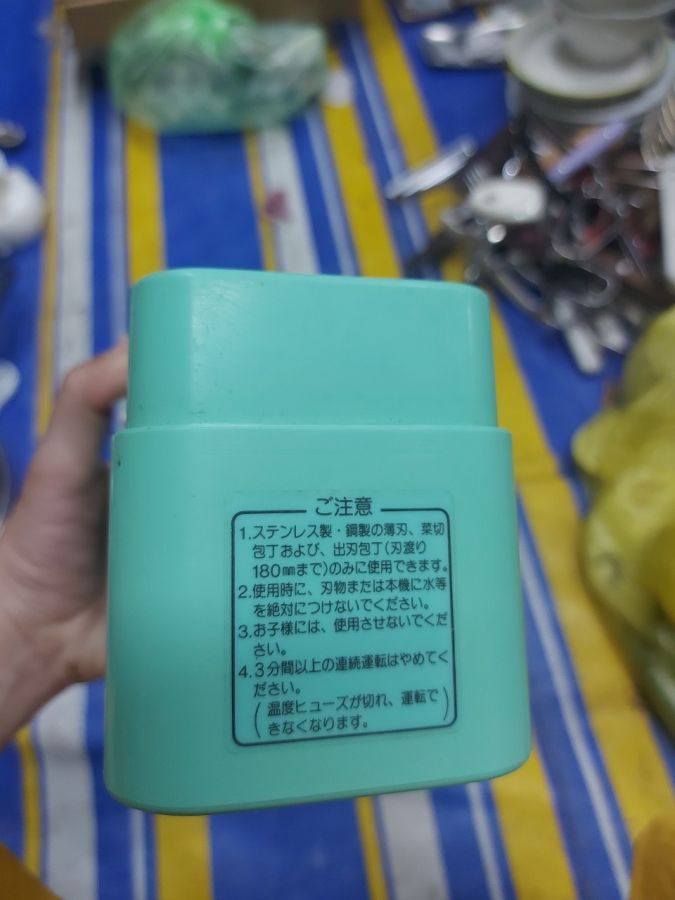 ご注意
1.ステンレス製・鋼製の薄刃、菜切
包丁および、出刃包丁(刃渡り
180㎜まで)のみに使用できます。
2.使用時に、刃物または本機に水等
を絶対につけないでください。
3.お子様には、使用させないでくだ
さい。
4.3分間以上の連続運転はやめてく
ださい。
(温度ヒューズが切れ、運転で
きなくなります。)